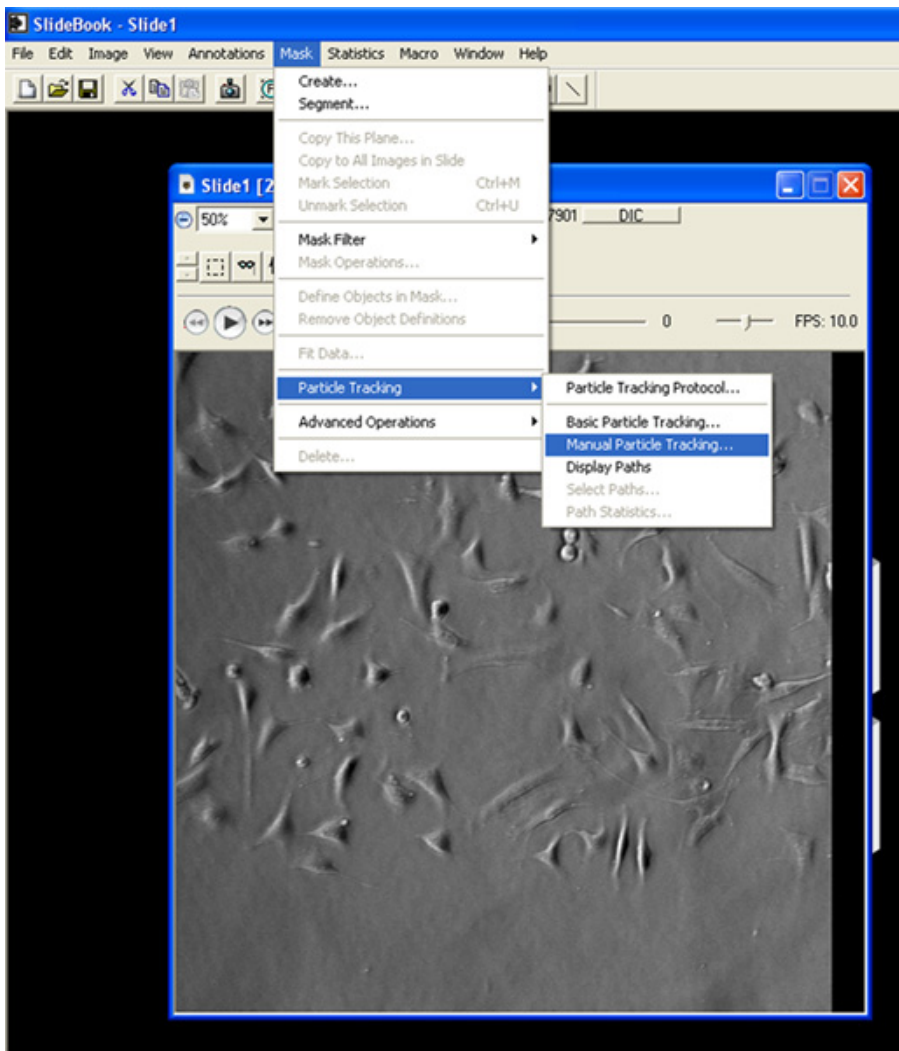 SlideBook - Slide1
File Edit Image View Annotations Mask Statistics Macro Window Help
Create...
Segment...
Copy This Plane...
Copy to All Images in Slide
Mark Selection Ctrl+M
Unmark Selection Ctrl+U
Mask Filter
Mask Operations...
Define Objects in Mask...
Remove Object Definitions
Fit Data...
Particle Tracking
Advanced Operations
Delete...
Particle Tracking Protocol...
Basic Particle Tracking...
Manual Particle Tracking...
Display Paths
Select Paths...
Path Statistics...
Slide1 [2
50% 7901 DIC
0 FPS: 10.0